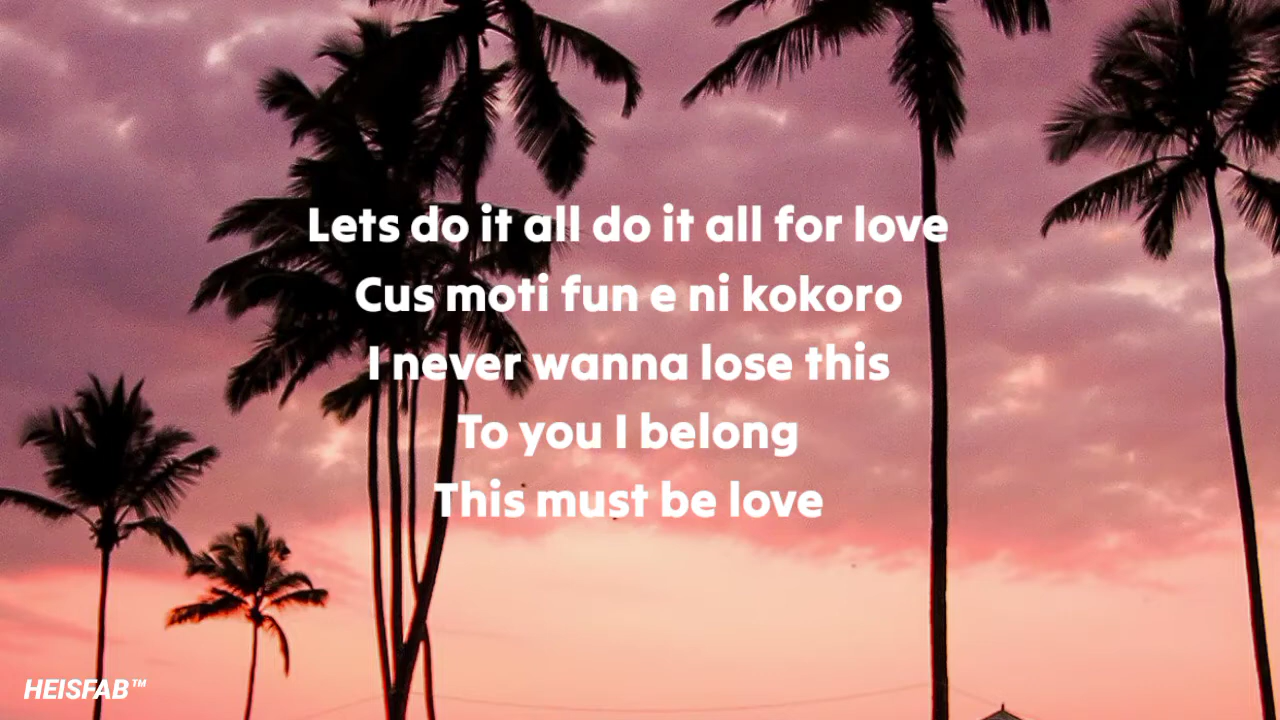 Lets do it all do it all for love
Cus moti fun e ni kokoro
I never wanna lose this
To you I belong
This must be love
HEISFAB™